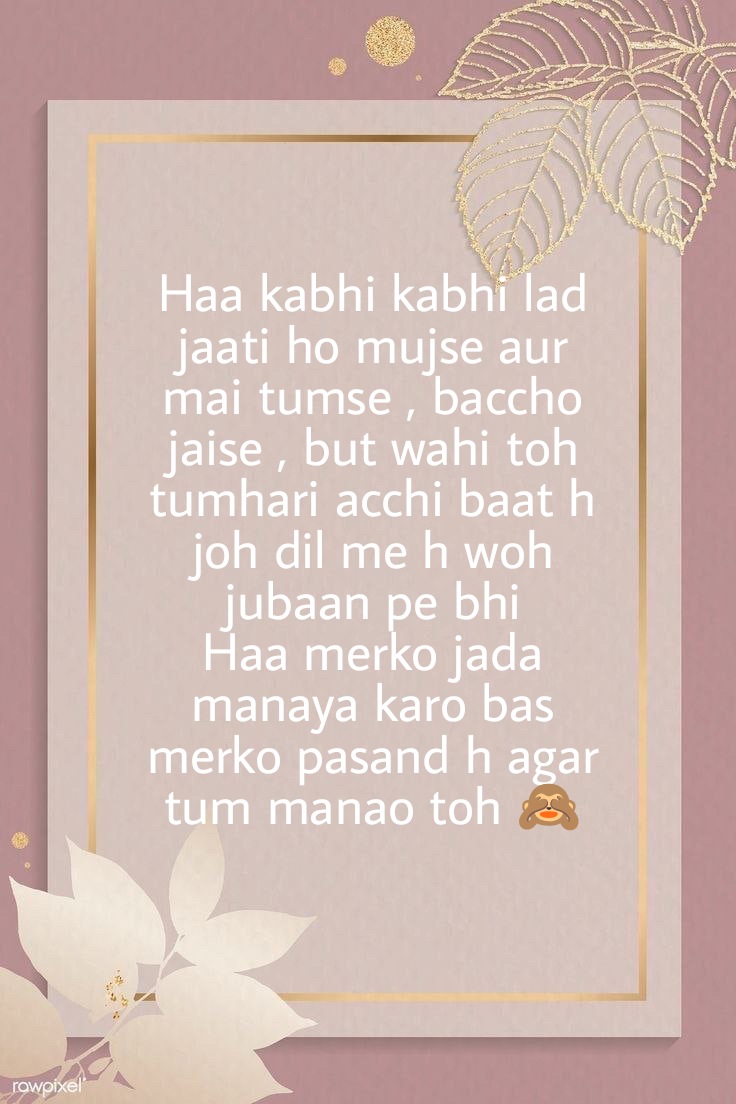 Haa kabhi kabhi lad
jaati ho mujse aur
mai tumse , baccho
jaise , but wahi toh
tumhari acchi baat h
joh dil me h woh
jubaan pe bhi
Haa merko jada
manaya karo bas
merko pasand h agar
tum manao toh 🙈
rawpixel